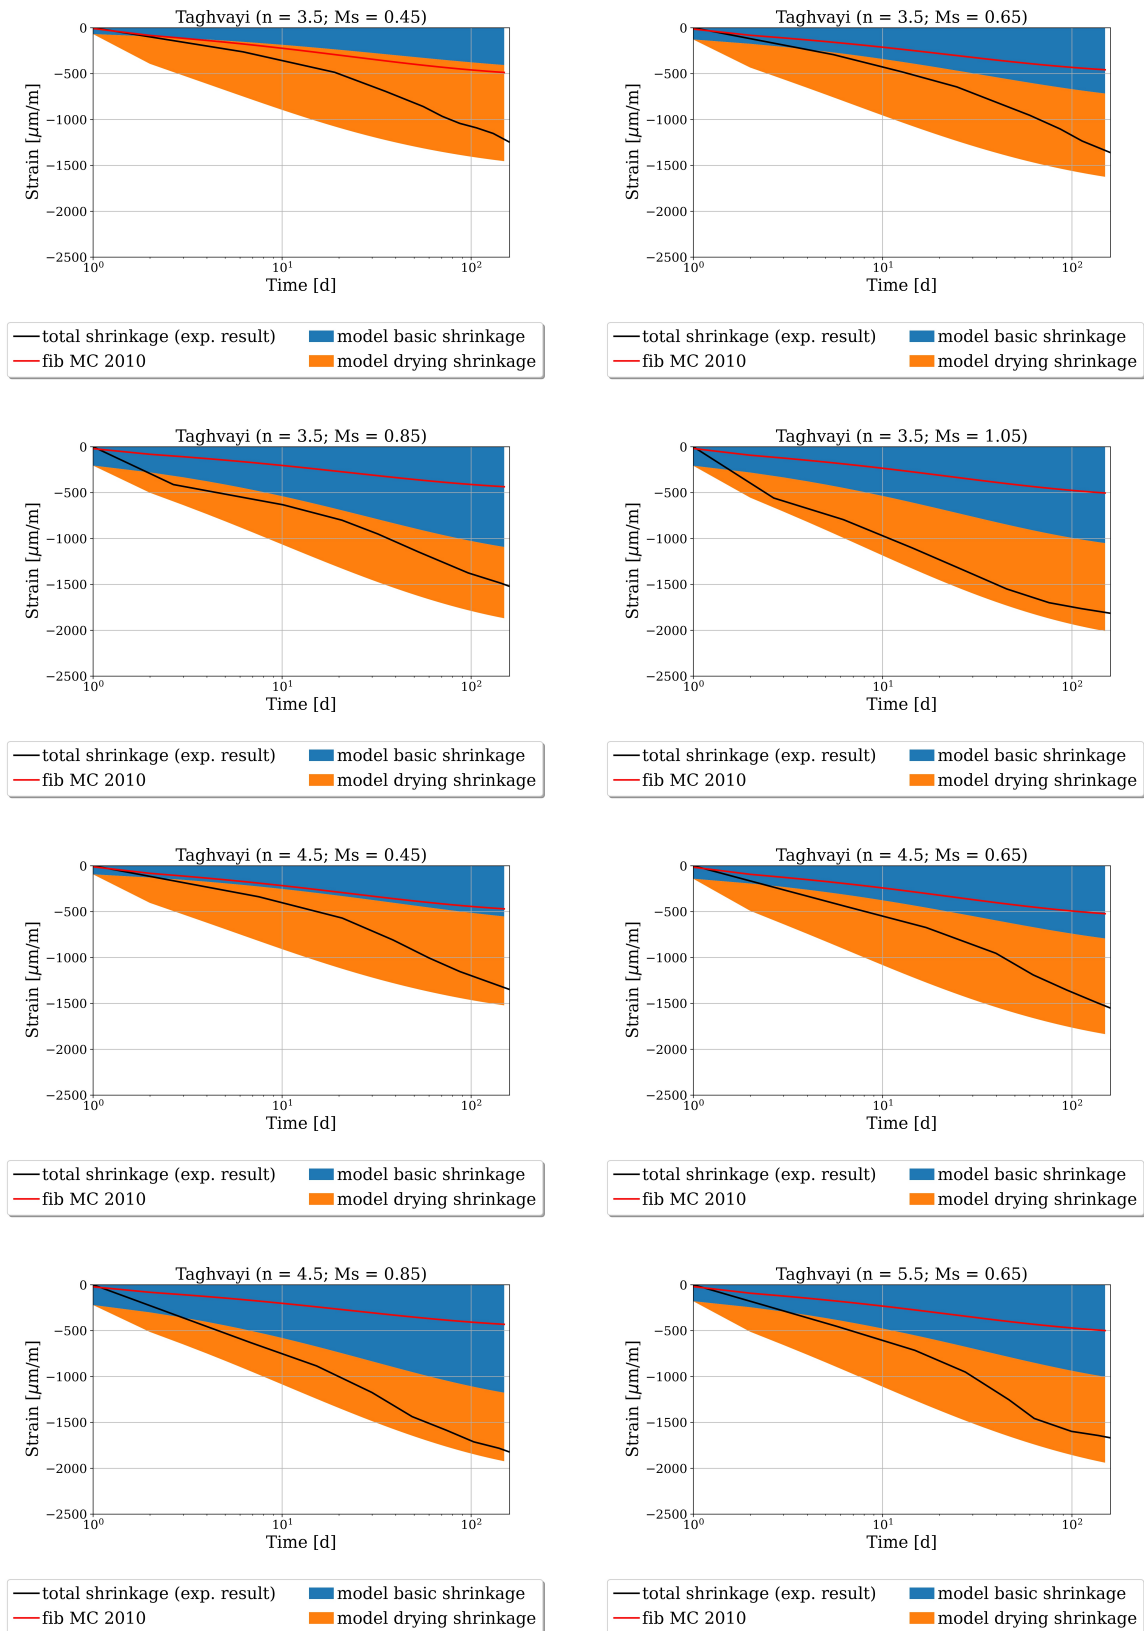 Taghvayi (n = 3.5; Ms = 0.45)
0
−500
−1000
−1500
−2000
−2500
Strain [μm/m]
10⁰
10¹
10²
Time [d]
total shrinkage (exp. result)
fib MC 2010
model basic shrinkage
model drying shrinkage
Taghvayi (n = 3.5; Ms = 0.65)
0
−500
−1000
−1500
−2000
−2500
Strain [μm/m]
10⁰
10¹
10²
Time [d]
total shrinkage (exp. result)
fib MC 2010
model basic shrinkage
model drying shrinkage
Taghvayi (n = 3.5; Ms = 0.85)
0
−500
−1000
−1500
−2000
−2500
Strain [μm/m]
10⁰
10¹
10²
Time [d]
total shrinkage (exp. result)
fib MC 2010
model basic shrinkage
model drying shrinkage
Taghvayi (n = 3.5; Ms = 1.05)
0
−500
−1000
−1500
−2000
−2500
Strain [μm/m]
10⁰
10¹
10²
Time [d]
total shrinkage (exp. result)
fib MC 2010
model basic shrinkage
model drying shrinkage
Taghvayi (n = 4.5; Ms = 0.45)
0
−500
−1000
−1500
−2000
−2500
Strain [μm/m]
10⁰
10¹
10²
Time [d]
total shrinkage (exp. result)
fib MC 2010
model basic shrinkage
model drying shrinkage
Taghvayi (n = 4.5; Ms = 0.65)
0
−500
−1000
−1500
−2000
−2500
Strain [μm/m]
10⁰
10¹
10²
Time [d]
total shrinkage (exp. result)
fib MC 2010
model basic shrinkage
model drying shrinkage
Taghvayi (n = 4.5; Ms = 0.85)
0
−500
−1000
−1500
−2000
−2500
Strain [μm/m]
10⁰
10¹
10²
Time [d]
total shrinkage (exp. result)
fib MC 2010
model basic shrinkage
model drying shrinkage
Taghvayi (n = 5.5; Ms = 0.65)
0
−500
−1000
−1500
−2000
−2500
Strain [μm/m]
10⁰
10¹
10²
Time [d]
total shrinkage (exp. result)
fib MC 2010
model basic shrinkage
model drying shrinkage